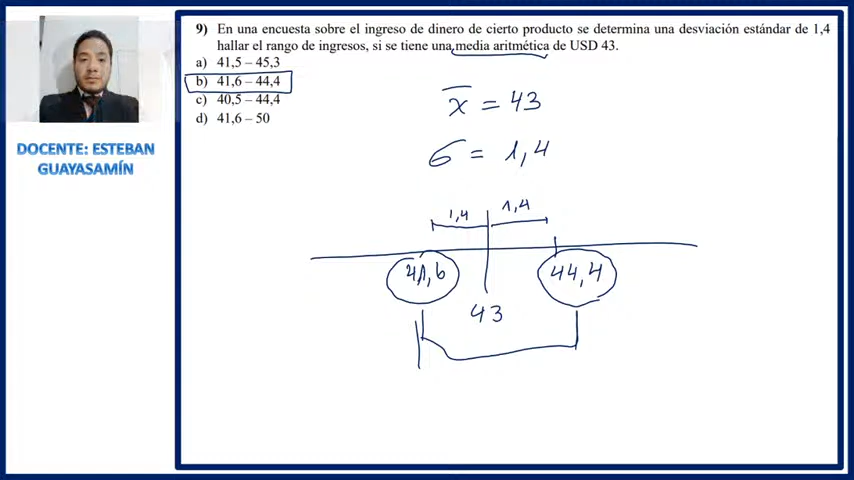 9) En una encuesta sobre el ingreso de dinero de cierto producto se determina una desviación estándar de 1,4
hallar el rango de ingresos, si se tiene una media aritmética de USD 43.
a) 41,5 – 45,3
b) 41,6 – 44,4
c) 40,5 – 44,4
d) 41,6 – 50
DOCENTE: ESTEBAN
GUAYASAMÍN
x̄ = 43
σ = 1,4
1,4 1,4
41,6 44,4
43